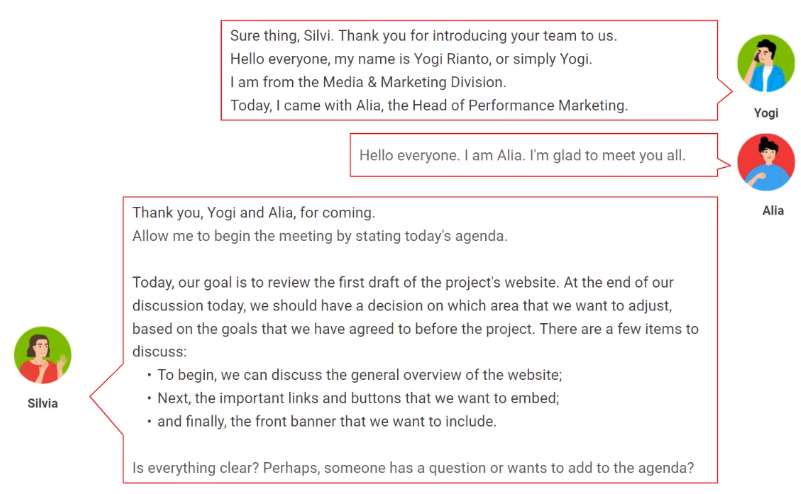 Sure thing, Silvi. Thank you for introducing your team to us.
Hello everyone, my name is Yogi Rianto, or simply Yogi.
I am from the Media & Marketing Division.
Today, I came with Alia, the Head of Performance Marketing.
Yogi
Hello everyone. I am Alia. I'm glad to meet you all.
Alia
Thank you, Yogi and Alia, for coming.
Allow me to begin the meeting by stating today's agenda.
Today, our goal is to review the first draft of the project's website. At the end of our
discussion today, we should have a decision on which area that we want to adjust,
based on the goals that we have agreed to before the project. There are a few items to
discuss:
• To begin, we can discuss the general overview of the website;
• Next, the important links and buttons that we want to embed;
• and finally, the front banner that we want to include.
Is everything clear? Perhaps, someone has a question or wants to add to the agenda?
Silvia